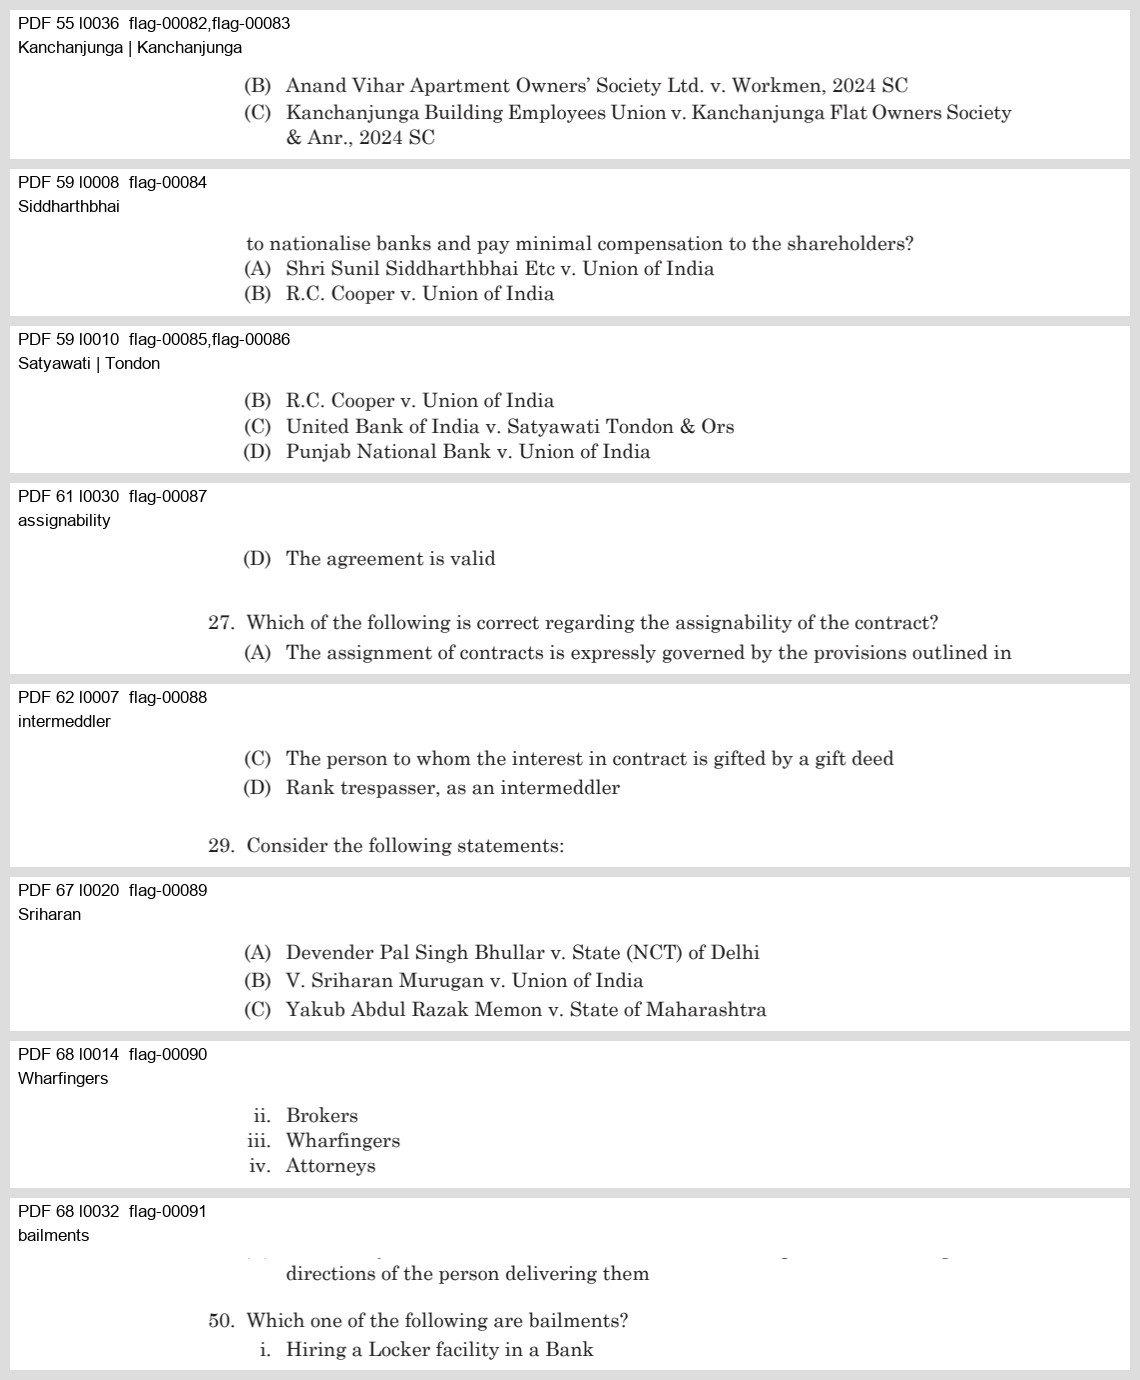 PDF 55 l0036  flag-00082,flag-00083
Kanchanjunga | Kanchanjunga
(B) Anand Vihar Apartment Owners’ Society Ltd. v. Workmen, 2024 SC
(C) Kanchanjunga Building Employees Union v. Kanchanjunga Flat Owners Society
& Anr., 2024 SC
PDF 59 l0008  flag-00084
Siddharthbhai
to nationalise banks and pay minimal compensation to the shareholders?
(A) Shri Sunil Siddharthbhai Etc v. Union of India
(B) R.C. Cooper v. Union of India
PDF 59 l0010  flag-00085,flag-00086
Satyawati | Tondon
(B) R.C. Cooper v. Union of India
(C) United Bank of India v. Satyawati Tondon & Ors
(D) Punjab National Bank v. Union of India
PDF 61 l0030  flag-00087
assignability
(D) The agreement is valid
27. Which of the following is correct regarding the assignability of the contract?
(A) The assignment of contracts is expressly governed by the provisions outlined in
PDF 62 l0007  flag-00088
intermeddler
(C) The person to whom the interest in contract is gifted by a gift deed
(D) Rank trespasser, as an intermeddler
29. Consider the following statements:
PDF 67 l0020  flag-00089
Sriharan
(A) Devender Pal Singh Bhullar v. State (NCT) of Delhi
(B) V. Sriharan Murugan v. Union of India
(C) Yakub Abdul Razak Memon v. State of Maharashtra
PDF 68 l0014  flag-00090
Wharfingers
ii. Brokers
iii. Wharfingers
iv. Attorneys
PDF 68 l0032  flag-00091
bailments
directions of the person delivering them
50. Which one of the following are bailments?
i. Hiring a Locker facility in a Bank